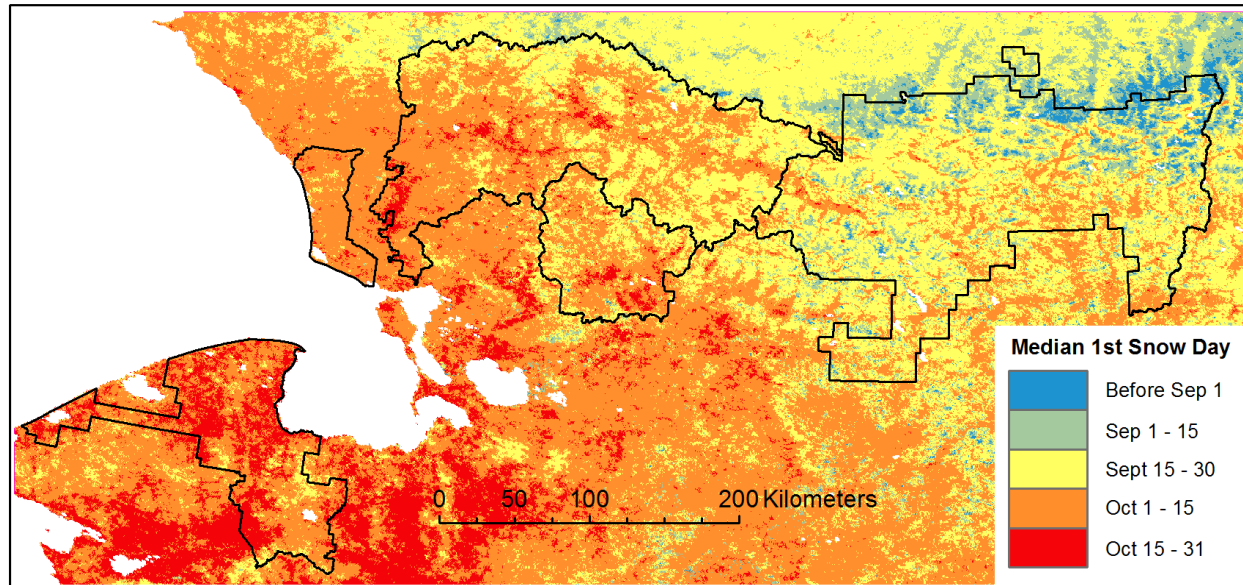 Median 1st Snow Day
Before Sep 1
Sep 1 - 15
Sept 15 - 30
Oct 1 - 15
Oct 15 - 31
0 50 100 200 Kilometers